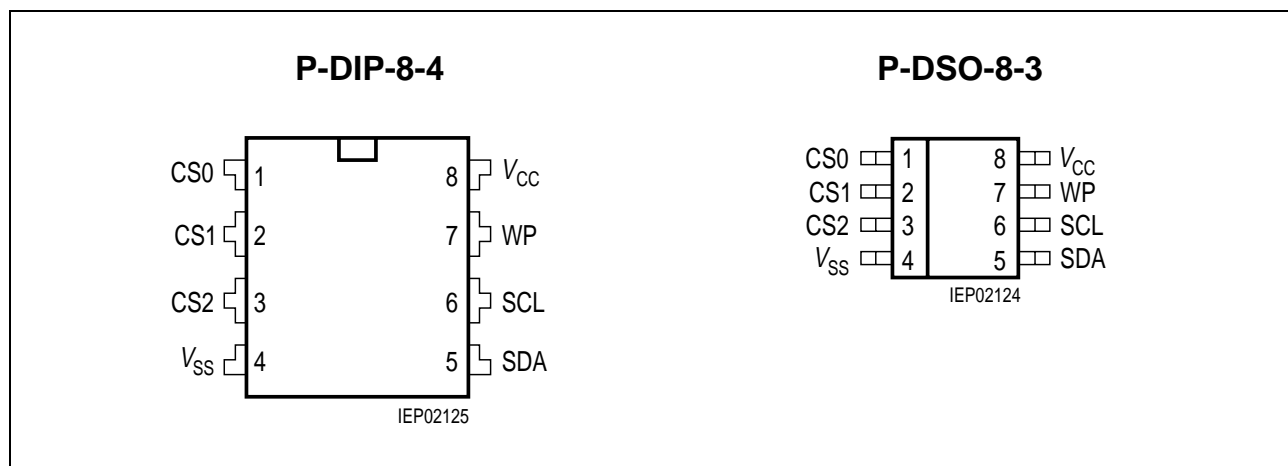 P-DIP-8-4
CS0 1 8 VCC
CS1 2 7 WP
CS2 3 6 SCL
VSS 4 5 SDA
IEP02125
P-DSO-8-3
CS0 1 8 VCC
CS1 2 7 WP
CS2 3 6 SCL
VSS 4 5 SDA
IEP02124